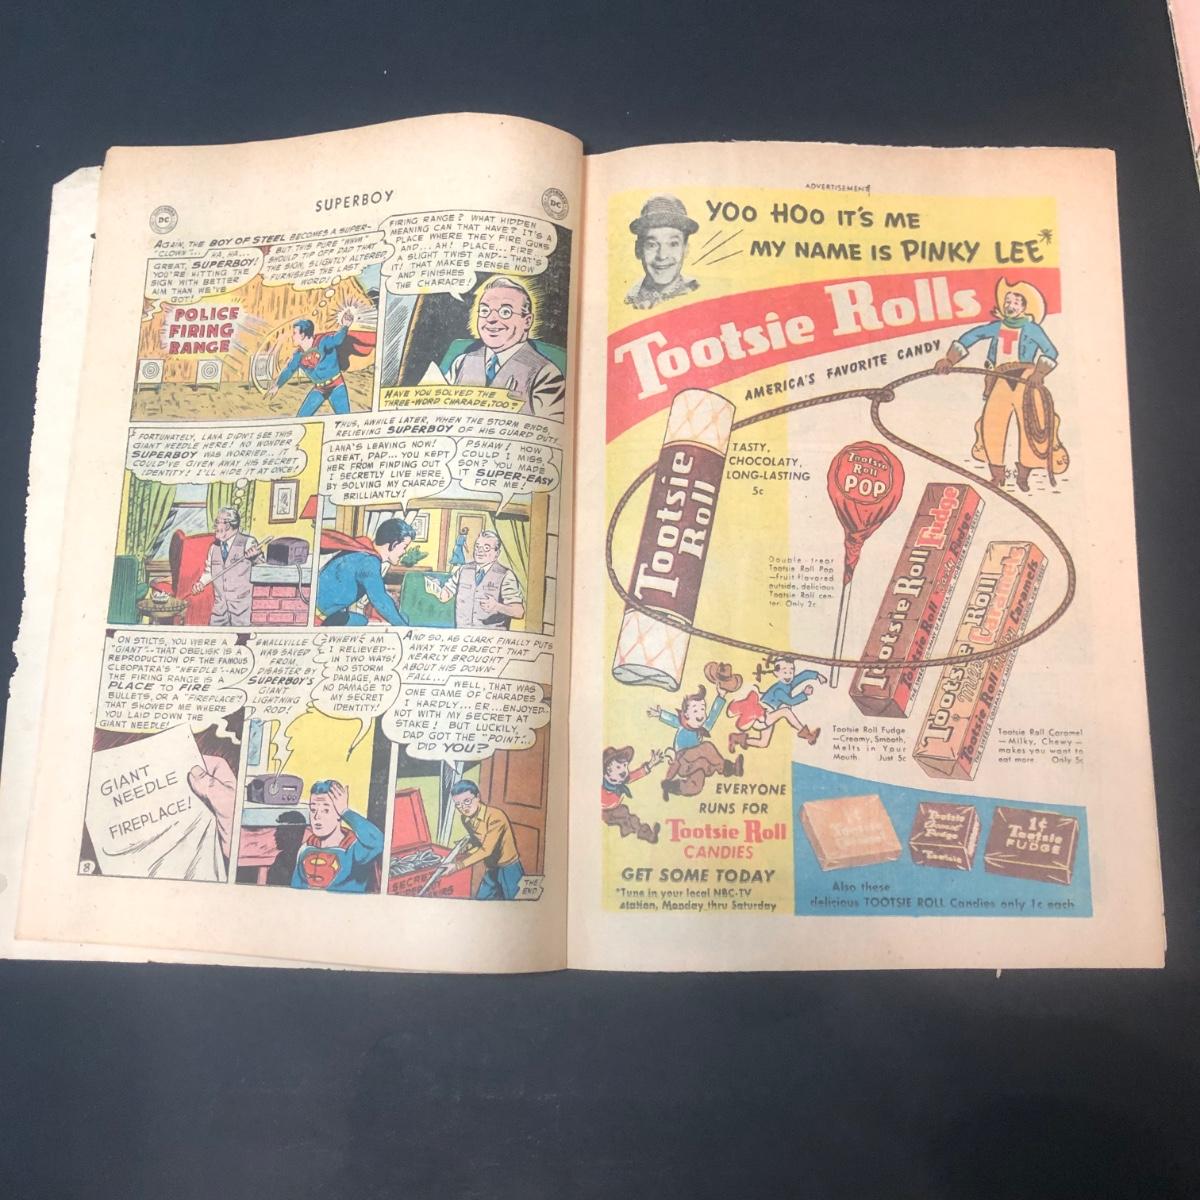 SUPERBOY
DC
DC
AGAIN, THE BOY OF STEEL BECOMES A SUPER-
"CLOWN"...
GREAT, SUPERBOY!
YOU'RE HITTING THE
SIGN WITH BETTER
AIM THAN WE'VE
GOT!
HA, HA...
BUT THIS PURE
SHOULD TIP OFF DAD THAT
THE SIGN, SLIGHTLY ALTERED,
FURNISHES THE LAST
WORD!
POLICE
FIRING
RANGE
FIRING RANGE? WHAT HIDDEN
MEANING CAN THAT HAVE? IT'S A
PLACE WHERE THEY FIRE GUNS
AND... AH! PLACE... FIRE...
A SLIGHT TWIST AND-- THAT'S
IT! THAT MAKES SENSE NOW
AND FINISHES
THE CHARADE!
HAVE YOU SOLVED THE
THREE-WORD CHARADE, TOO?
FORTUNATELY, LANA DIDN'T SEE THIS
GIANT NEEDLE HERE! NO WONDER
SUPERBOY WAS WORRIED... IT
COULD'VE GIVEN AWAY HIS SECRET
IDENTITY! I'LL HIDE IT AT ONCE!
THUS, AWHILE LATER, WHEN THE STORM ENDS,
RELIEVING SUPERBOY OF HIS GUARD DUTY...
LANA'S LEAVING NOW!
GREAT, DAD... YOU KEPT
HER FROM FINDING OUT
I SECRETLY LIVE HERE,
BY SOLVING MY CHARADE
BRILLIANTLY!
PSHAW! HOW
COULD I MISS,
SON? YOU MADE
IT SUPER-EASY
FOR ME!
ON STILTS, YOU WERE A
"GIANT"--THAT OBELISK IS A
REPRODUCTION OF THE FAMOUS
CLEOPATRA'S "NEEDLE"--AND
THE FIRING RANGE IS A
PLACE TO FIRE
BULLETS, OR A "FIREPLACE"!
THAT SHOWED ME WHERE
YOU LAID DOWN THE
GIANT NEEDLE!
GIANT
NEEDLE
FIREPLACE!
SMALLVILLE
WAS SAVED
FROM
DISASTER BY
SUPERBOY'S
GIANT
LIGHTNING
ROD!
WHEW! AM
I RELIEVED--
IN TWO WAYS!
NO STORM
DAMAGE, AND
NO DAMAGE TO
MY SECRET
IDENTITY!
AND SO, AS CLARK FINALLY PUTS
AWAY THE OBJECT THAT
NEARLY BROUGHT
ABOUT HIS DOWN-
FALL...
WELL, THAT WAS
ONE GAME OF CHARADES
I HARDLY...ER...ENJOYED--
NOT WITH MY SECRET AT
STAKE! BUT LUCKILY,
DAD GOT THE "POINT"...
DID YOU?
SECRET
8
THE
END
ADVERTISEMENT
YOO HOO IT'S ME
MY NAME IS PINKY LEE*
Tootsie Rolls
AMERICA'S FAVORITE CANDY
T
Tootsie
Roll
TASTY,
CHOCOLATY,
LONG-LASTING
5c
Tootsie
Roll
POP
Double-treat
Tootsie Roll Pop
—fruit flavored
outside, delicious
Tootsie Roll cen-
ter. Only 2c
Tootsie Roll Fudge
Tootsie Roll
Tootsie Roll
Caramel
Tootsie Roll Fudge
—Creamy, Smooth,
Melts in Your
Mouth. Just 5c
Tootsie Roll Caramel
—Milky, Chewy—
makes you want to
eat more. Only 5c
EVERYONE
RUNS FOR
Tootsie Roll
CANDIES
GET SOME TODAY
*Tune in your local NBC-TV
station, Monday thru Saturday
1¢
Tootsie
Fudge
Tootsie
1¢
Tootsie
FUDGE
Also these
delicious TOOTSIE ROLL Candies only 1c each